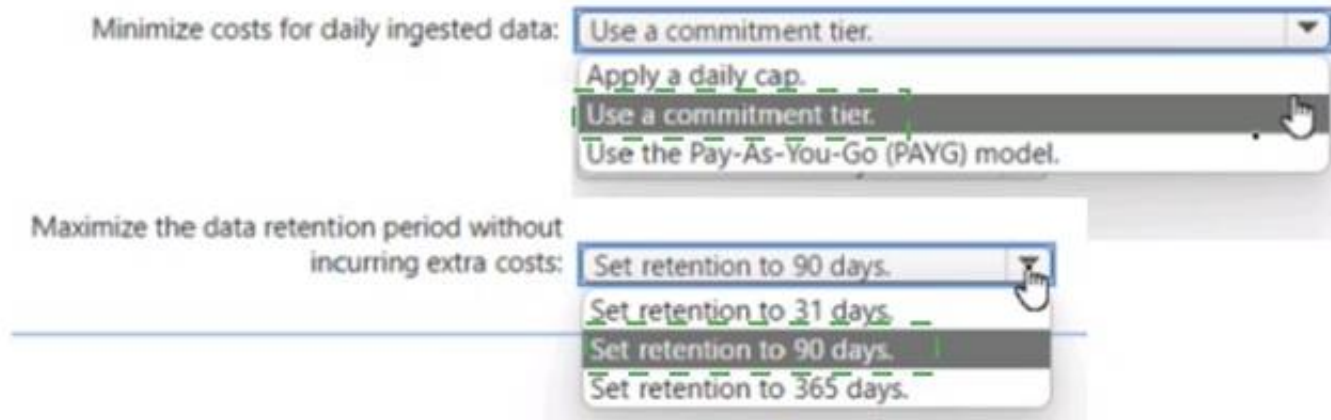 Minimize costs for daily ingested data: Use a commitment tier.
Apply a daily cap.
Use a commitment tier.
Use the Pay-As-You-Go (PAYG) model.
Maximize the data retention period without
incurring extra costs: Set retention to 90 days.
Set retention to 31 days.
Set retention to 90 days.
Set retention to 365 days.